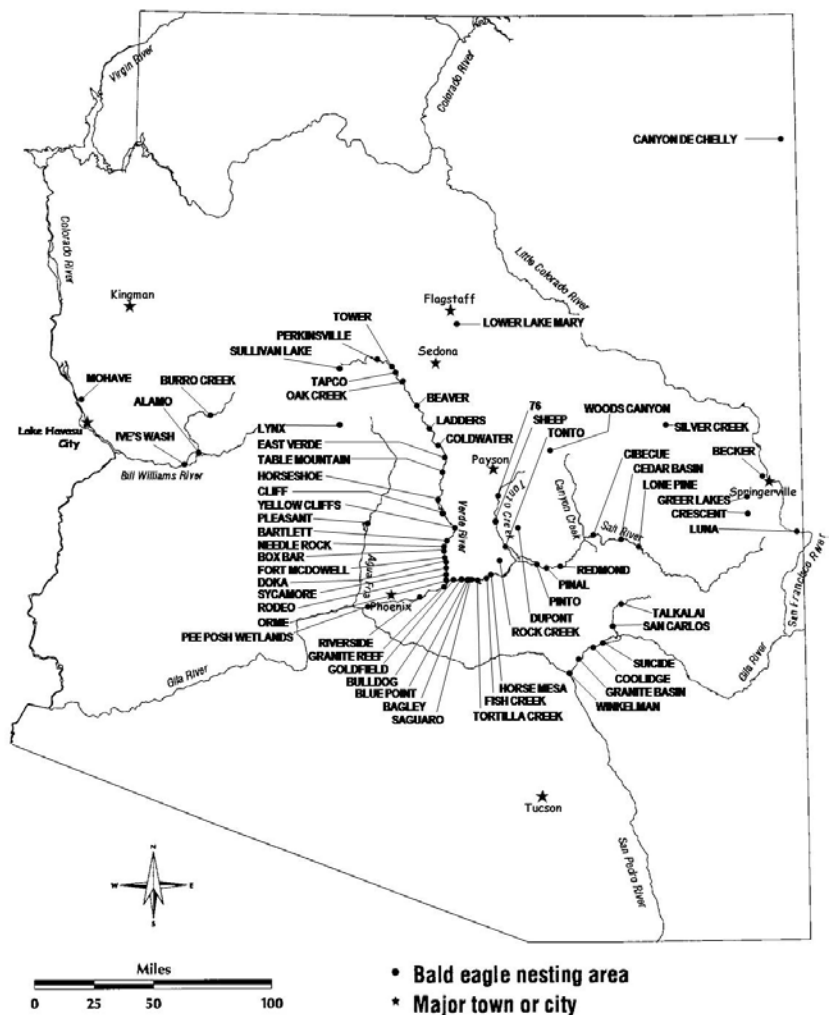 Virgin River
Colorado River
CANYON DE CHELLY
Colorado River
Little Colorado River
Kingman
Flagstaff
TOWER
LOWER LAKE MARY
PERKINSVILLE
SULLIVAN LAKE
Sedona
TAPCO
OAK CREEK
MOHAVE
BURRO CREEK
ALAMO
BEAVER
76
SHEEP
TONTO
WOODS CANYON
Lake Havasu
City
IVE'S WASH
LYNX
LADDERS
SILVER CREEK
EAST VERDE
COLDWATER
CIBECUE
BECKER
TABLE MOUNTAIN
Payson
CEDAR BASIN
Bill Williams River
HORSESHOE
LONE PINE
Springerville
CLIFF
GREER LAKES
YELLOW CLIFFS
CRESCENT
PLEASANT
LUNA
BARTLETT
Verde River
Tonto Creek
Canyon Creek
Salt River
NEEDLE ROCK
BOX BAR
FORT MCDOWELL
Agua Fria
REDMOND
DOKA
PINAL
SYCAMORE
Phoenix
PINTO
San Francisco River
RODEO
DUPONT
TALKALAI
ORME
ROCK CREEK
SAN CARLOS
PEE POSH WETLANDS
RIVERSIDE
SUICIDE
Gila River
GRANITE REEF
COOLIDGE
Gila River
GOLDFIELD
GRANITE BASIN
BULLDOG
HORSE MESA
WINKELMAN
BLUE POINT
FISH CREEK
BAGLEY
TORTILLA CREEK
SAGUARO
Tucson
San Pedro River
N
W E
S
Miles
0 25 50 100
Bald eagle nesting area
Major town or city